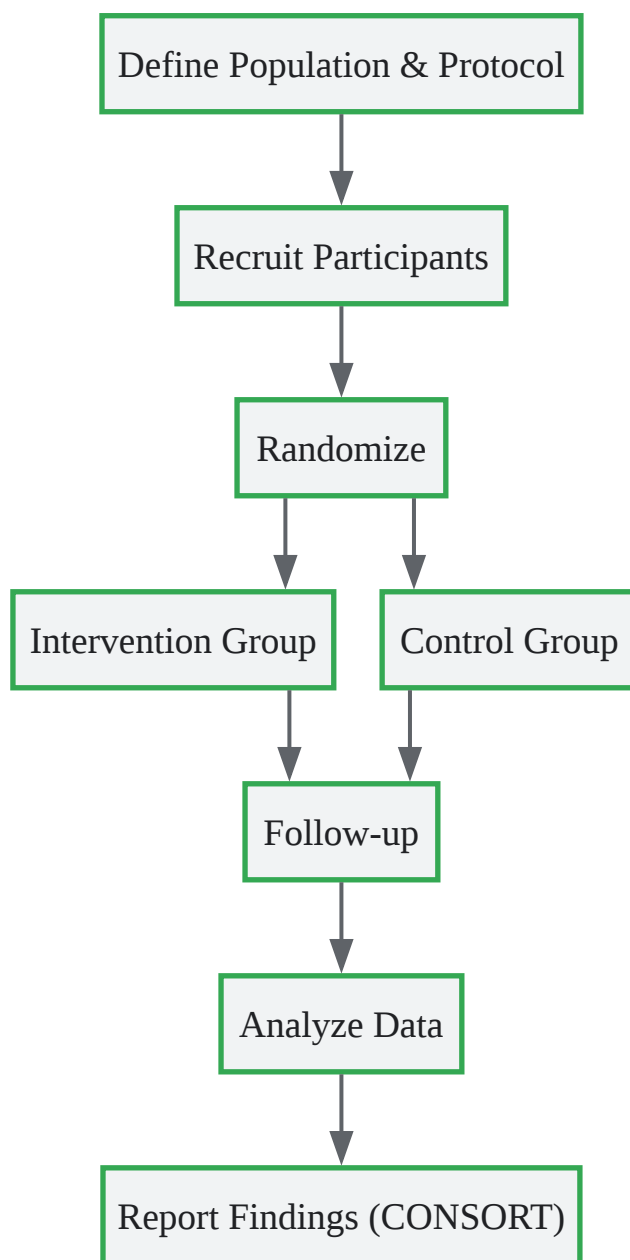 Define Population & Protocol
Recruit Participants
Randomize
Intervention Group
Control Group
Follow-up
Analyze Data
Report Findings (CONSORT)